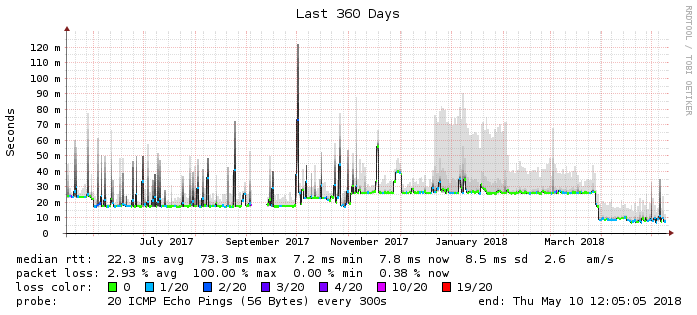 Last 360 Days
RRDTOOL / TOBI OETIKER
Seconds
120 m
110 m
100 m
90 m
80 m
70 m
60 m
50 m
40 m
30 m
20 m
10 m
0
July 2017 September 2017 November 2017 January 2018 March 2018
median rtt: 22.3 ms avg 73.3 ms max 7.2 ms min 7.8 ms now 8.5 ms sd 2.6 am/s
packet loss: 2.93 % avg 100.00 % max 0.00 % min 0.38 % now
loss color: 0 1/20 2/20 3/20 4/20 10/20 19/20
probe: 20 ICMP Echo Pings (56 Bytes) every 300s end: Thu May 10 12:05:05 2018